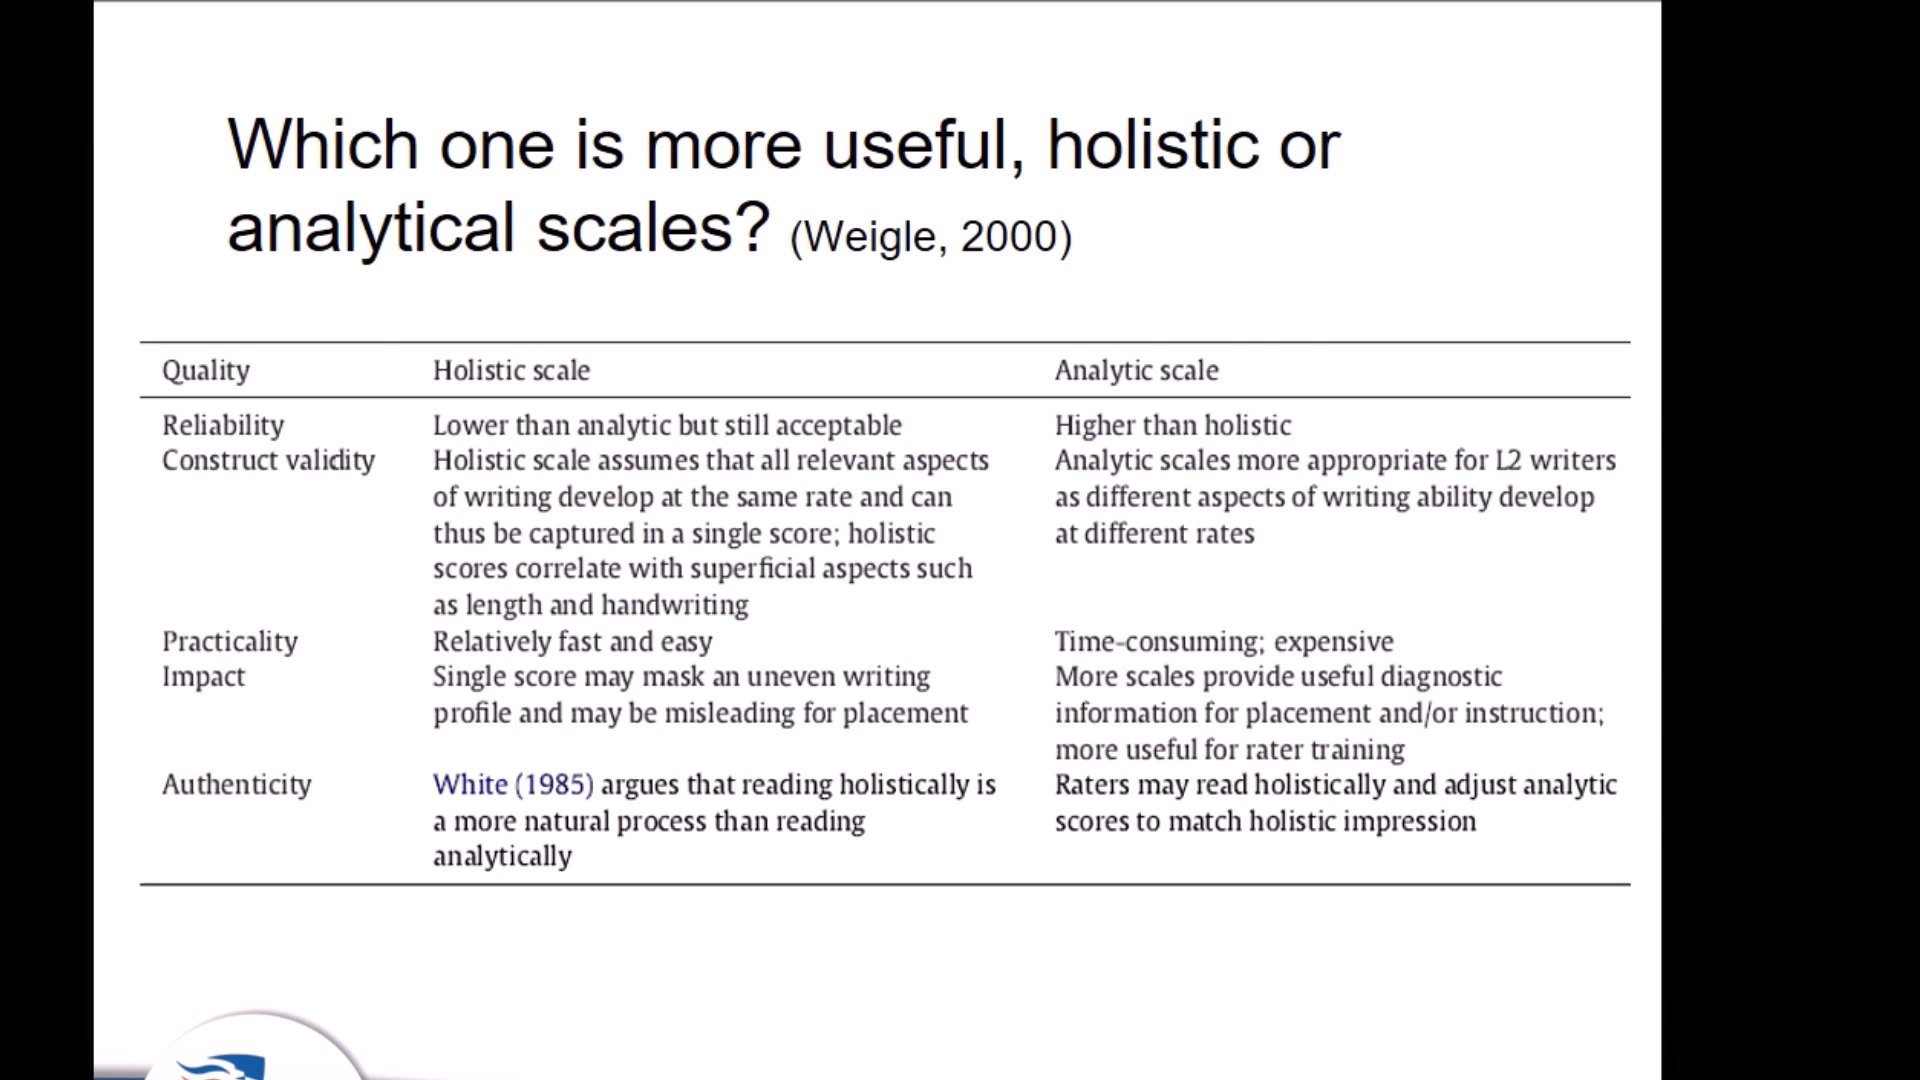 Which one is more useful, holistic or
analytical scales? (Weigle, 2000)
Quality Holistic scale Analytic scale
Reliability Lower than analytic but still acceptable Higher than holistic
Construct validity Holistic scale assumes that all relevant aspects Analytic scales more appropriate for L2 writers
of writing develop at the same rate and can as different aspects of writing ability develop
thus be captured in a single score; holistic at different rates
scores correlate with superficial aspects such
as length and handwriting
Practicality Relatively fast and easy Time-consuming; expensive
Impact Single score may mask an uneven writing More scales provide useful diagnostic
profile and may be misleading for placement information for placement and/or instruction;
more useful for rater training
Authenticity White (1985) argues that reading holistically is Raters may read holistically and adjust analytic
a more natural process than reading scores to match holistic impression
analytically